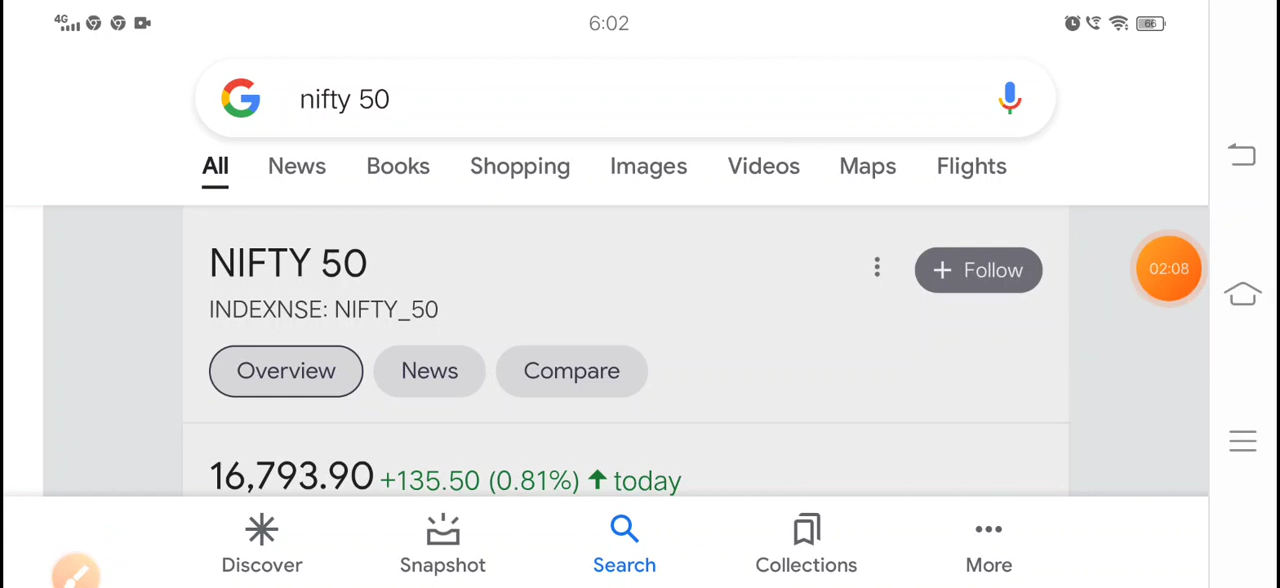 4G 6:02 66
nifty 50
All News Books Shopping Images Videos Maps Flights
NIFTY 50
+ Follow
INDEXNSE: NIFTY_50
02:08
Overview News Compare
16,793.90 +135.50 (0.81%) ↑ today
Discover Snapshot Search Collections More